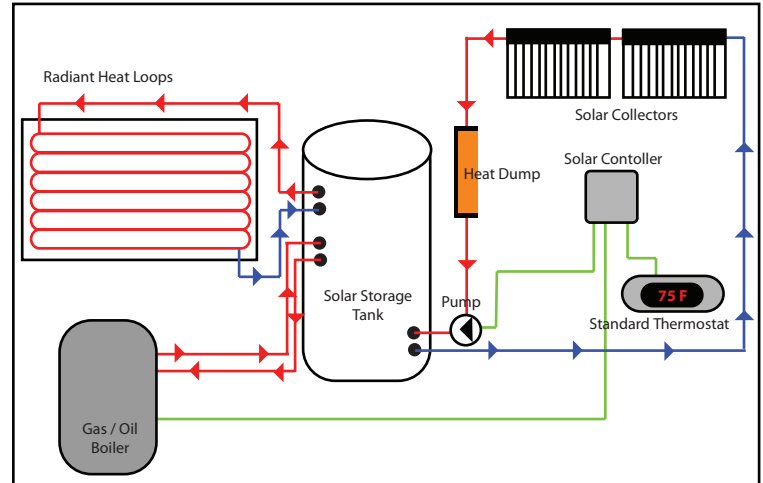 Radiant Heat Loops
Solar Collectors
Solar Contoller
Heat Dump
Solar Storage
Tank
Pump
75 F
Standard Thermostat
Gas / Oil
Boiler